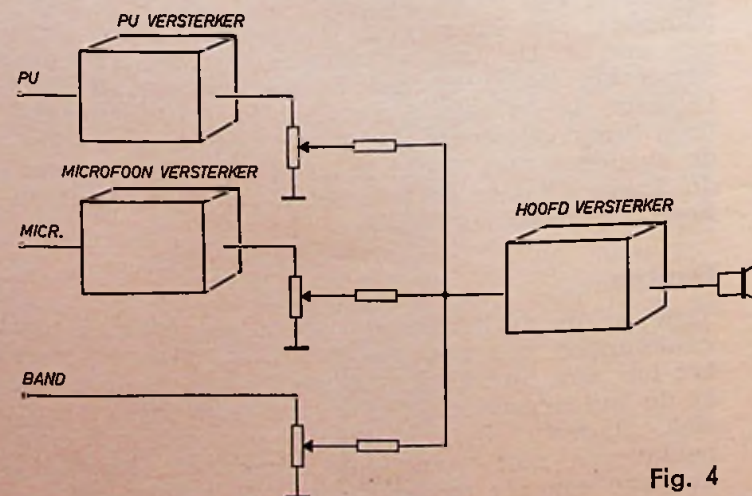 PU VERSTERKER
PU
MICROFOON VERSTERKER
MICR.
HOOFD VERSTERKER
BAND
Fig. 4